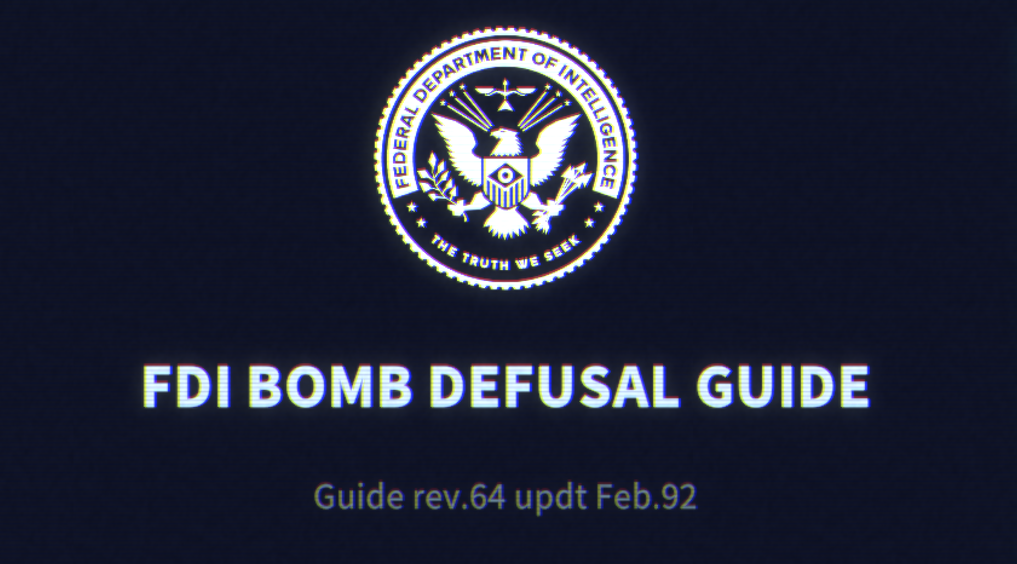 FEDERAL DEPARTMENT OF INTELLIGENCE
THE TRUTH WE SEEK
FDI BOMB DEFUSAL GUIDE
Guide rev.64 updt Feb.92